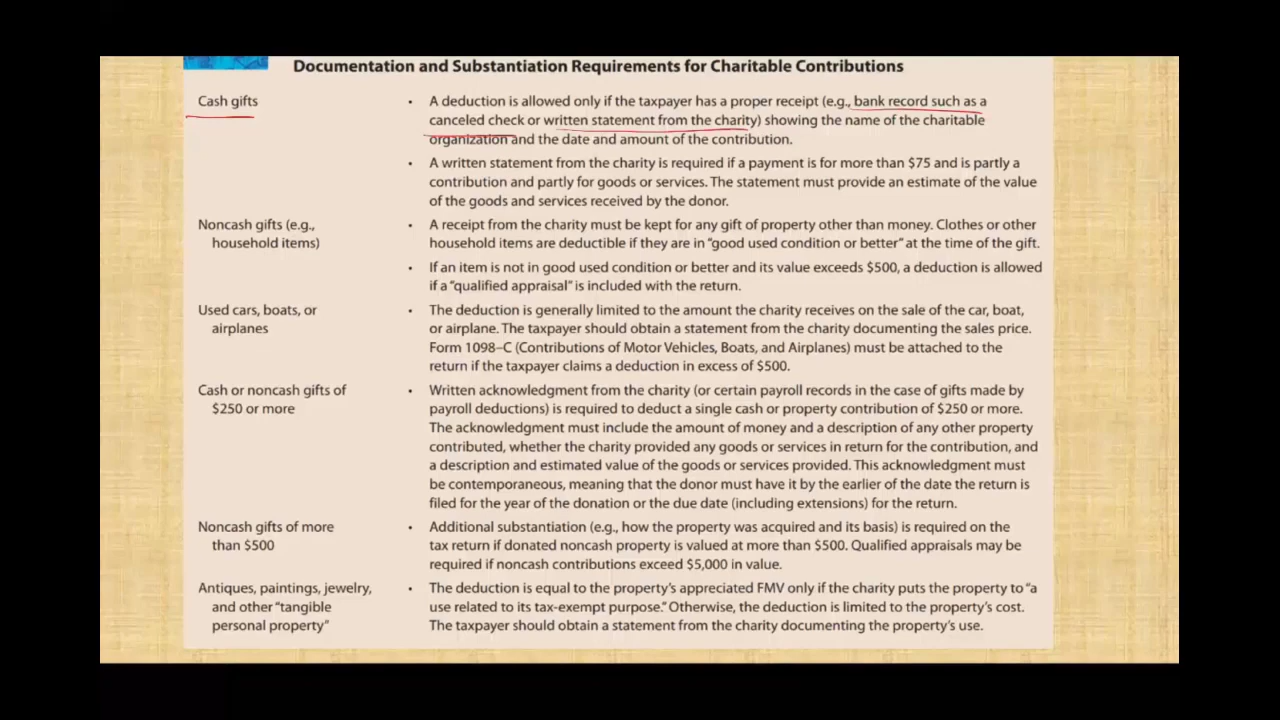 Documentation and Substantiation Requirements for Charitable Contributions
Cash gifts
• A deduction is allowed only if the taxpayer has a proper receipt (e.g., bank record such as a
canceled check or written statement from the charity) showing the name of the charitable
organization and the date and amount of the contribution.
• A written statement from the charity is required if a payment is for more than $75 and is partly a
contribution and partly for goods or services. The statement must provide an estimate of the value
of the goods and services received by the donor.
Noncash gifts (e.g.,
household items)
• A receipt from the charity must be kept for any gift of property other than money. Clothes or other
household items are deductible if they are in “good used condition or better” at the time of the gift.
• If an item is not in good used condition or better and its value exceeds $500, a deduction is allowed
if a “qualified appraisal” is included with the return.
Used cars, boats, or
airplanes
• The deduction is generally limited to the amount the charity receives on the sale of the car, boat,
or airplane. The taxpayer should obtain a statement from the charity documenting the sales price.
Form 1098–C (Contributions of Motor Vehicles, Boats, and Airplanes) must be attached to the
return if the taxpayer claims a deduction in excess of $500.
Cash or noncash gifts of
$250 or more
• Written acknowledgment from the charity (or certain payroll records in the case of gifts made by
payroll deductions) is required to deduct a single cash or property contribution of $250 or more.
The acknowledgment must include the amount of money and a description of any other property
contributed, whether the charity provided any goods or services in return for the contribution, and
a description and estimated value of the goods or services provided. This acknowledgment must
be contemporaneous, meaning that the donor must have it by the earlier of the date the return is
filed for the year of the donation or the due date (including extensions) for the return.
Noncash gifts of more
than $500
• Additional substantiation (e.g., how the property was acquired and its basis) is required on the
tax return if donated noncash property is valued at more than $500. Qualified appraisals may be
required if noncash contributions exceed $5,000 in value.
Antiques, paintings, jewelry,
and other “tangible
personal property”
• The deduction is equal to the property’s appreciated FMV only if the charity puts the property to “a
use related to its tax-exempt purpose.” Otherwise, the deduction is limited to the property’s cost.
The taxpayer should obtain a statement from the charity documenting the property’s use.